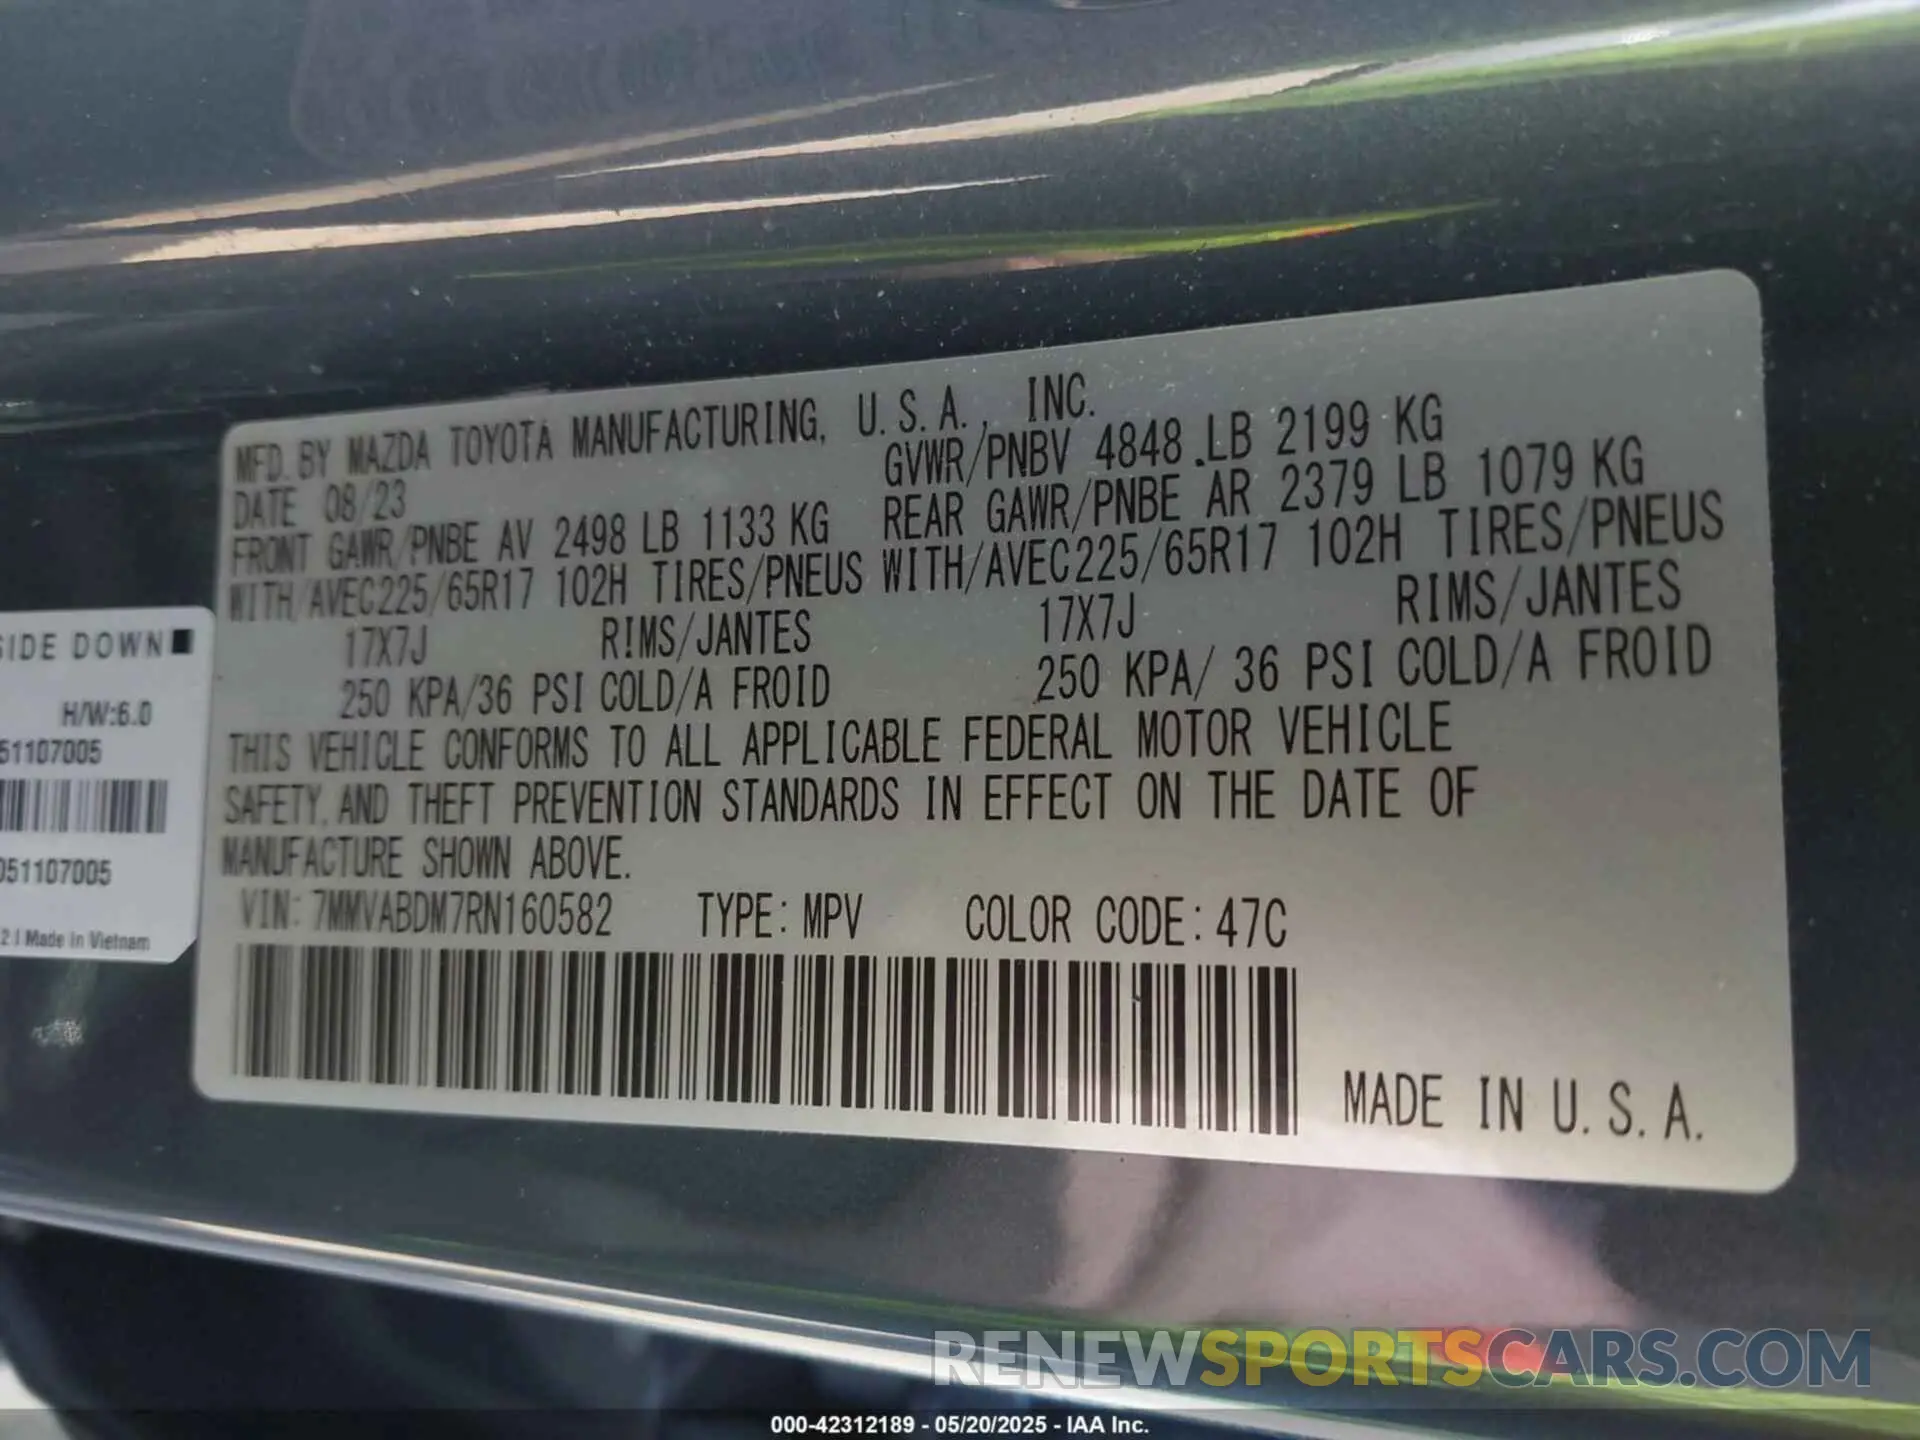 MFD. BY MAZDA TOYOTA MANUFACTURING, U.S.A., INC.
DATE 08/23 GVWR/PNBV 4848 LB 2199 KG
FRONT GAWR/PNBE AV 2498 LB 1133 KG REAR GAWR/PNBE AR 2379 LB 1079 KG
WITH/AVEC225/65R17 102H TIRES/PNEUS WITH/AVEC225/65R17 102H TIRES/PNEUS
17X7J RIMS/JANTES 17X7J RIMS/JANTES
250 KPA/36 PSI COLD/A FROID 250 KPA/ 36 PSI COLD/A FROID
THIS VEHICLE CONFORMS TO ALL APPLICABLE FEDERAL MOTOR VEHICLE
SAFETY, AND THEFT PREVENTION STANDARDS IN EFFECT ON THE DATE OF
MANUFACTURE SHOWN ABOVE.
VIN: 7MMVABDM7RN160582 TYPE: MPV COLOR CODE: 47C
MADE IN U.S.A.
SIDE DOWN
H/W:6.0
51107005
051107005
2 | Made in Vietnam
RENEWSPORTSCARS.COM
000-42312189 - 05/20/2025 - IAA Inc.